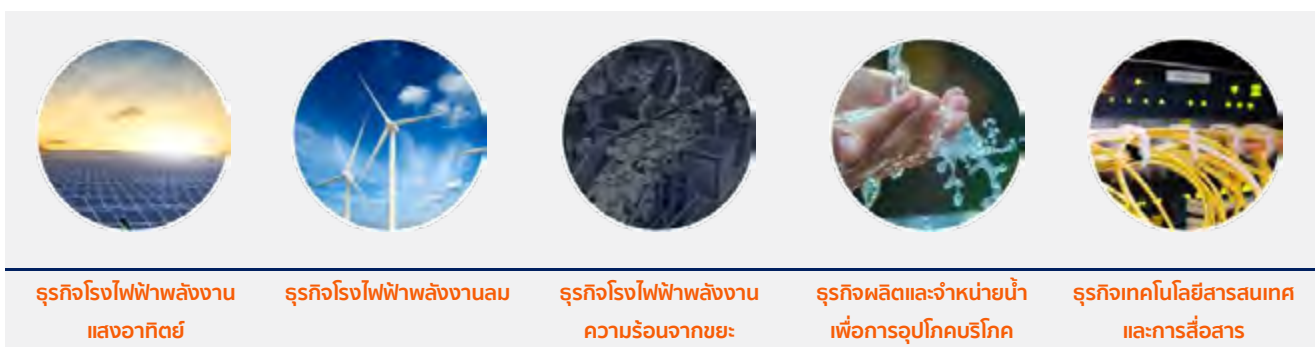 ธุรกิจโรงไฟฟ้าพลังงาน
แสงอาทิตย์
ธุรกิจโรงไฟฟ้าพลังงานลม
ธุรกิจโรงไฟฟ้าพลังงาน
ความร้อนจากขยะ
ธุรกิจผลิตและจำหน่ายน้ำ
เพื่อการอุปโภคบริโภค
ธุรกิจเทคโนโลยีสารสนเทศ
และการสื่อสาร